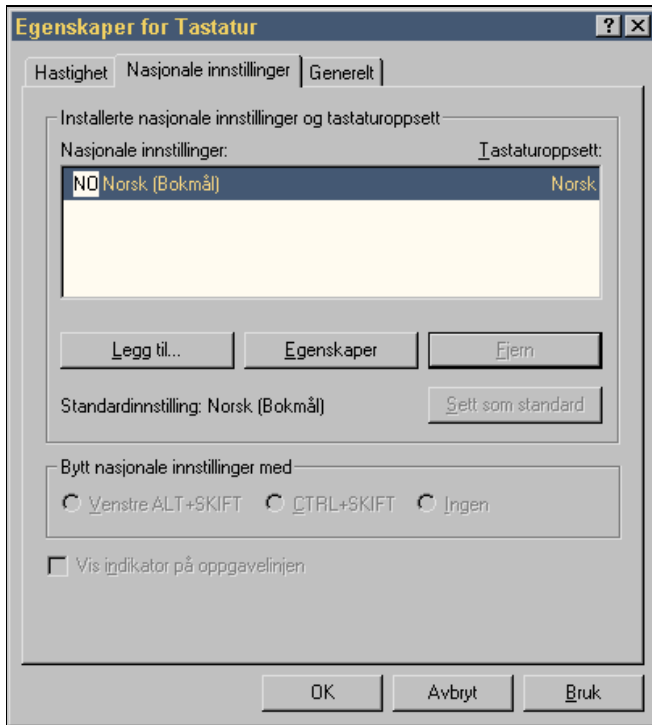 Egenskaper for Tastatur
Hastighet Nasjonale innstillinger Generelt
Installerte nasjonale innstillinger og tastaturoppsett
Nasjonale innstillinger: Tastaturoppsett:
NO Norsk (Bokmål) Norsk
Legg til... Egenskaper Fjern
Standardinnstilling: Norsk (Bokmål) Sett som standard
Bytt nasjonale innstillinger med
Venstre ALT+SKIFT CTRL+SKIFT Ingen
Vis indikator på oppgavelinjen
OK Avbryt Bruk